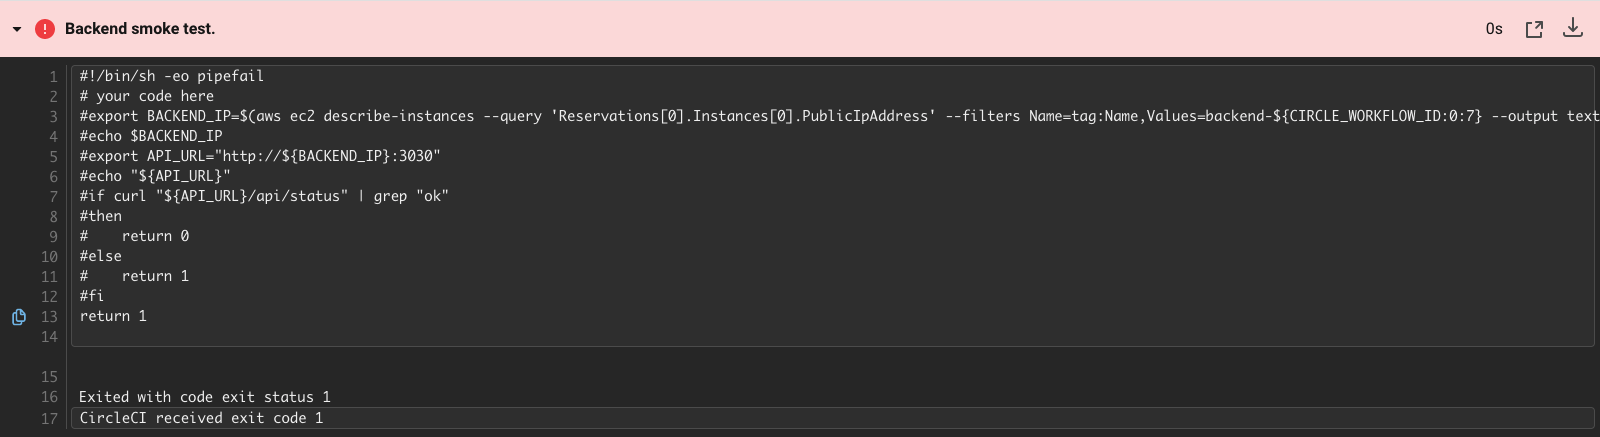 Backend smoke test.
0s
1 #!/bin/sh -eo pipefail
2 # your code here
3 #export BACKEND_IP=$(aws ec2 describe-instances --query 'Reservations[0].Instances[0].PublicIpAddress' --filters Name=tag:Name,Values=backend-${CIRCLE_WORKFLOW_ID:0:7} --output text
4 #echo $BACKEND_IP
5 #export API_URL="http://${BACKEND_IP}:3030"
6 #echo "${API_URL}"
7 #if curl "${API_URL}/api/status" | grep "ok"
8 #then
9 #    return 0
10 #else
11 #    return 1
12 #fi
13 return 1
14
15
16 Exited with code exit status 1
17 CircleCI received exit code 1